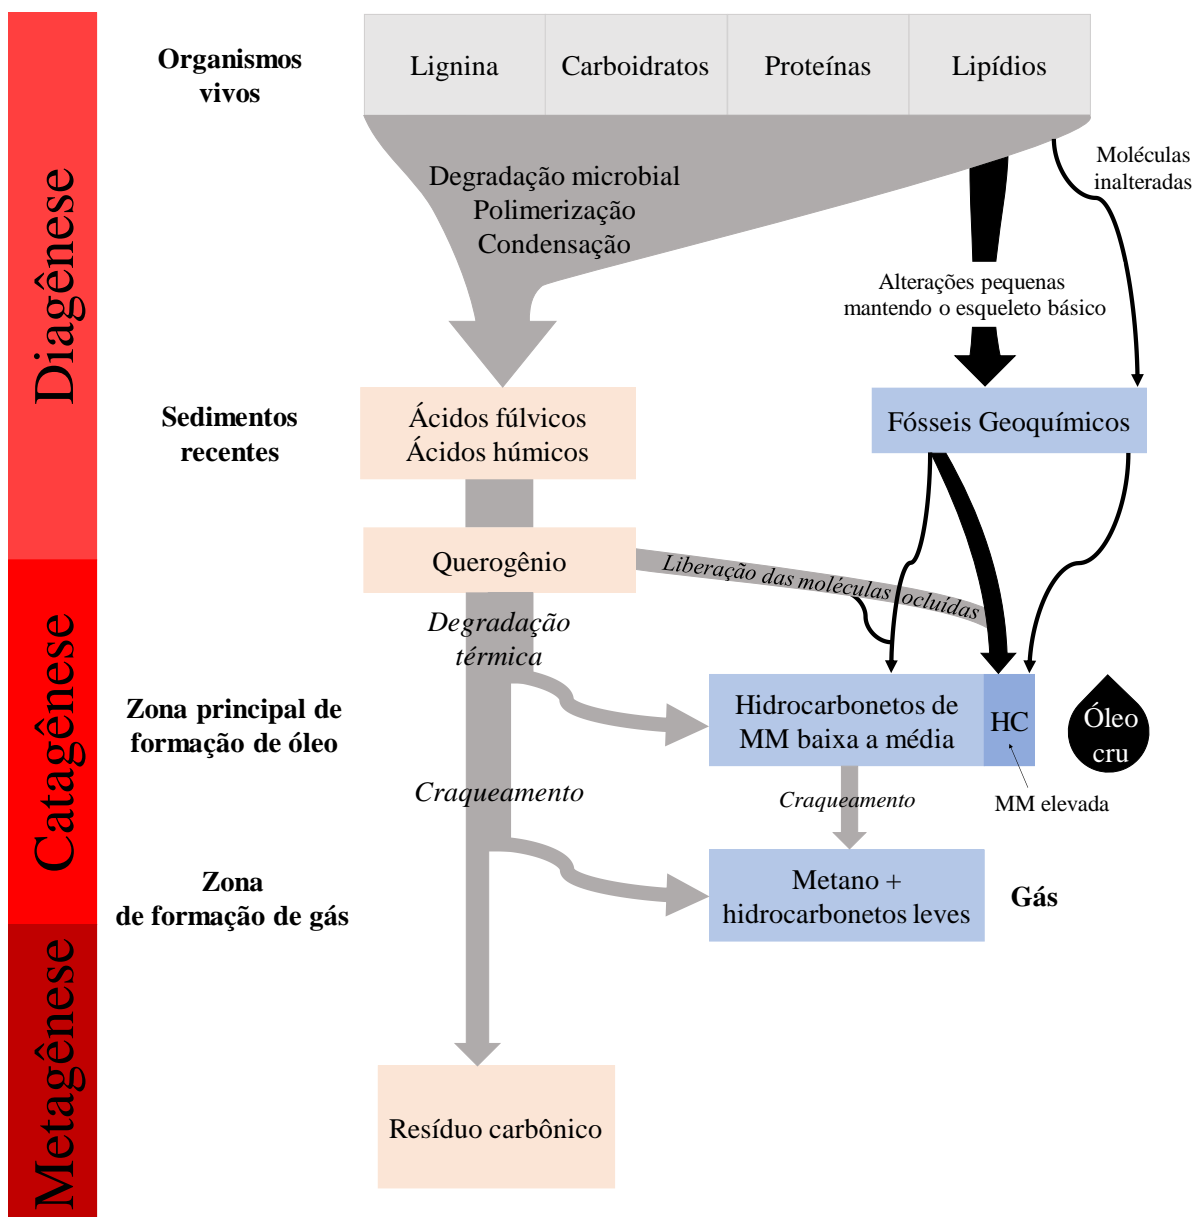 Diagênese
Catagênese
Metagênese
Organismos
vivos
Lignina
Carboidratos
Proteínas
Lipídios
Degradação microbial
Polimerização
Condensação
Moléculas
inalteradas
Alterações pequenas
mantendo o esqueleto básico
Sedimentos
recentes
Ácidos fúlvicos
Ácidos húmicos
Fósseis Geoquímicos
Querogênio
Liberação das moléculas ocluídas
Degradação
térmica
Zona principal de
formação de óleo
Hidrocarbonetos de
MM baixa a média
HC
Óleo
cru
Craqueamento
Craqueamento
MM elevada
Zona
de formação de gás
Metano +
hidrocarbonetos leves
Gás
Resíduo carbônico